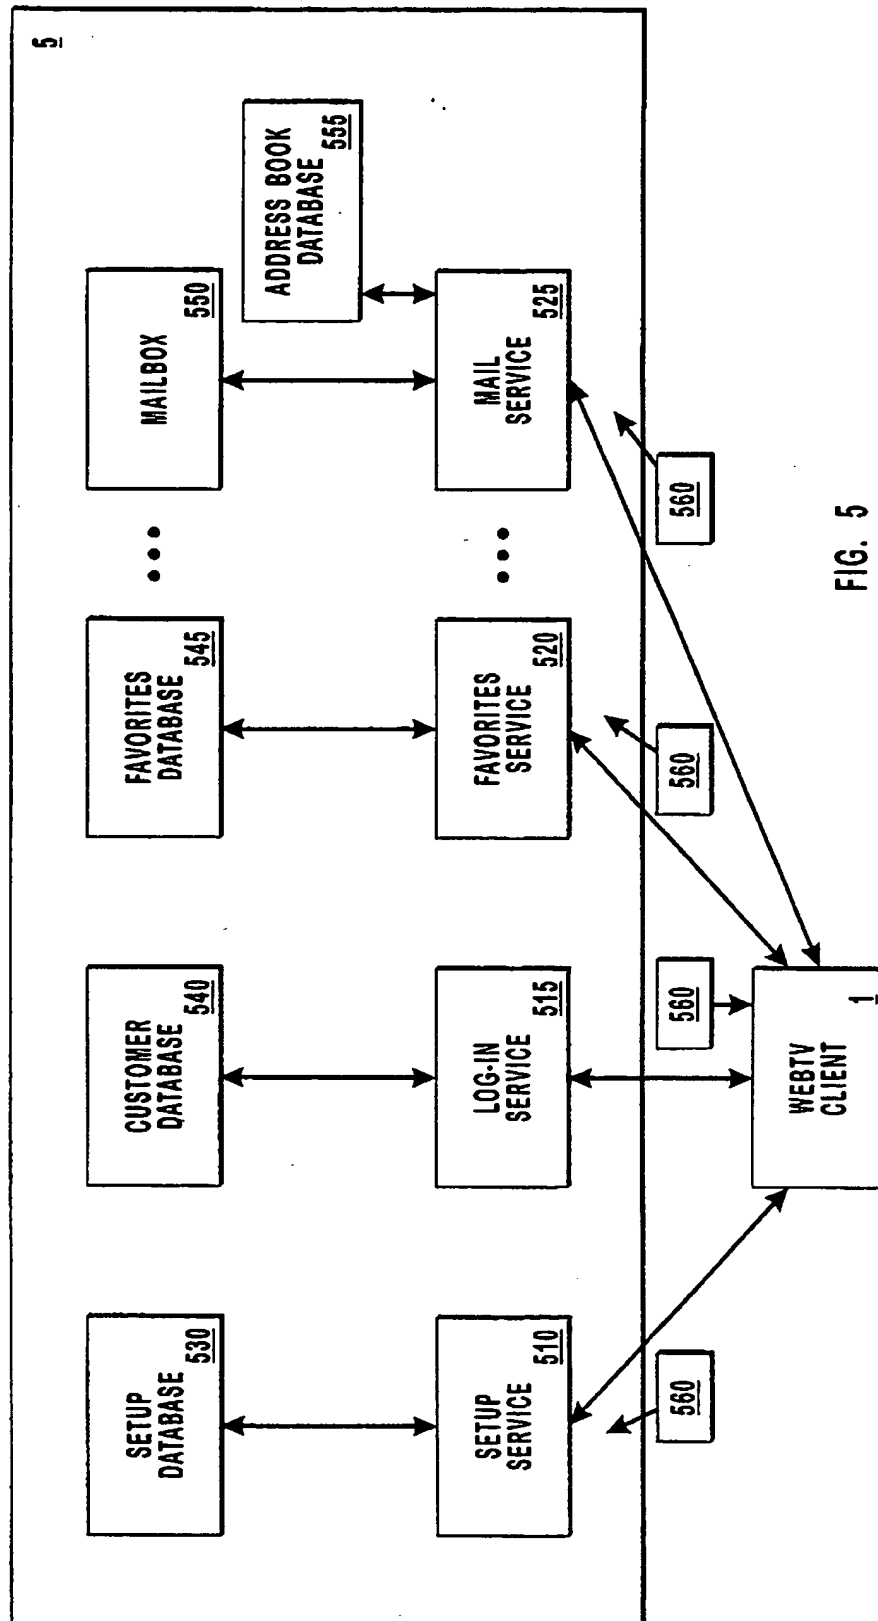 5
SETUP
DATABASE
530
CUSTOMER
DATABASE
540
FAVORITES
DATABASE
545
MAILBOX
550
ADDRESS BOOK
DATABASE
555
SETUP
SERVICE
510
LOG-IN
SERVICE
515
FAVORITES
SERVICE
520
MAIL
SERVICE
525
560
560
560
560
WEBTV
CLIENT
1
FIG. 5